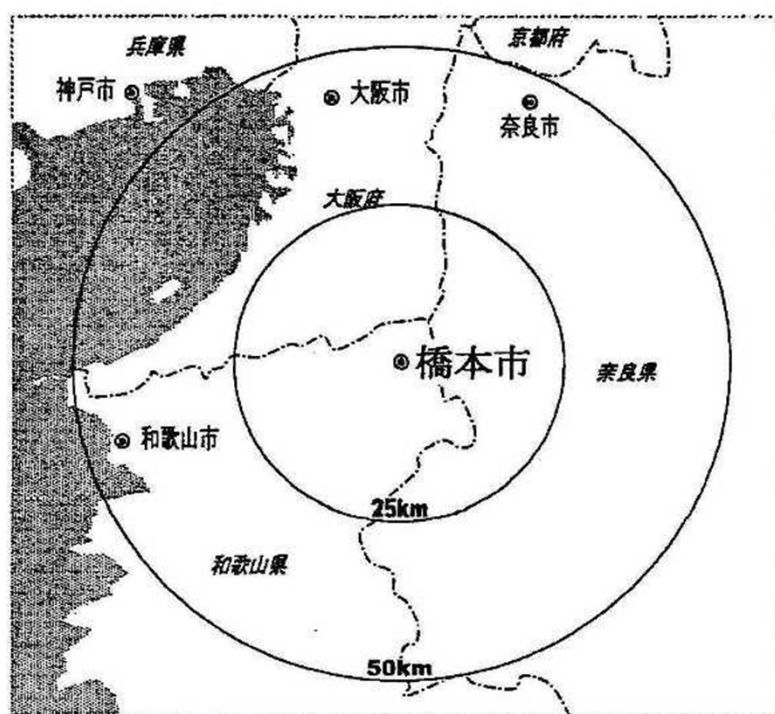 兵庫県
京都府
神戸市
大阪市
奈良市
大阪府
橋本市
奈良県
和歌山市
25km
和歌山県
50km